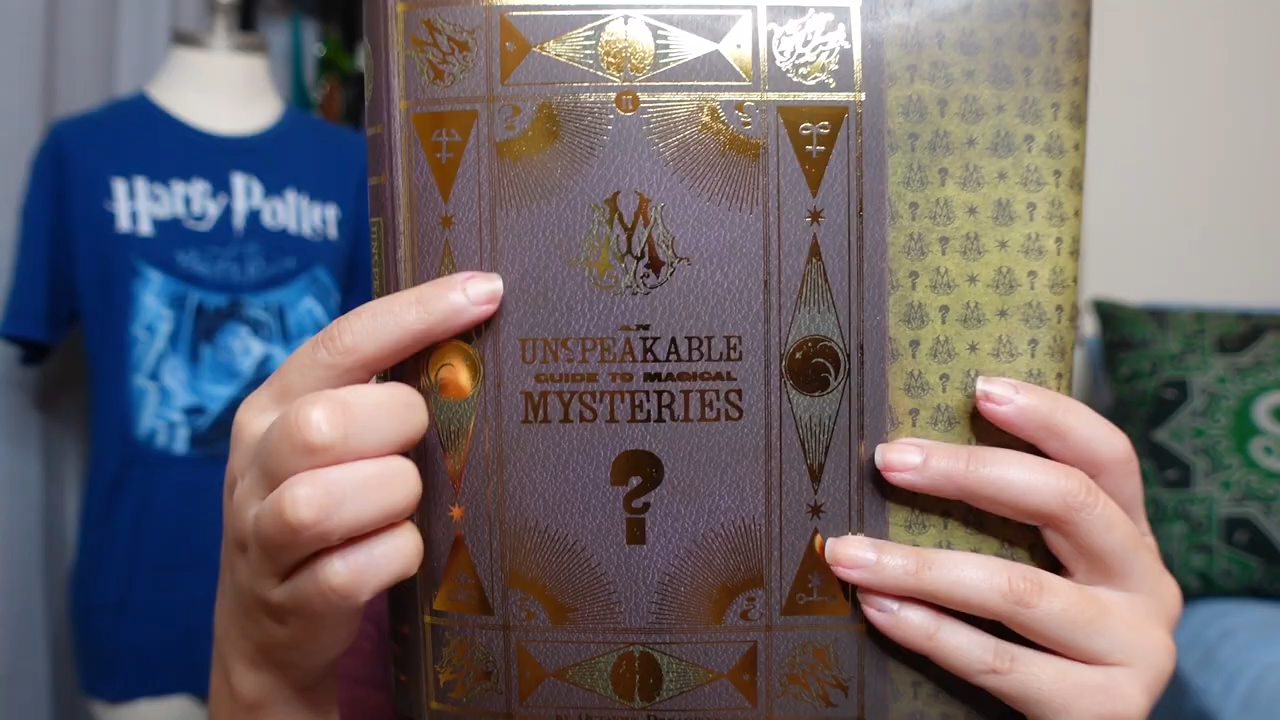 Harry Potter
AN
UNSPEAKABLE
GUIDE TO MAGICAL
MYSTERIES
?